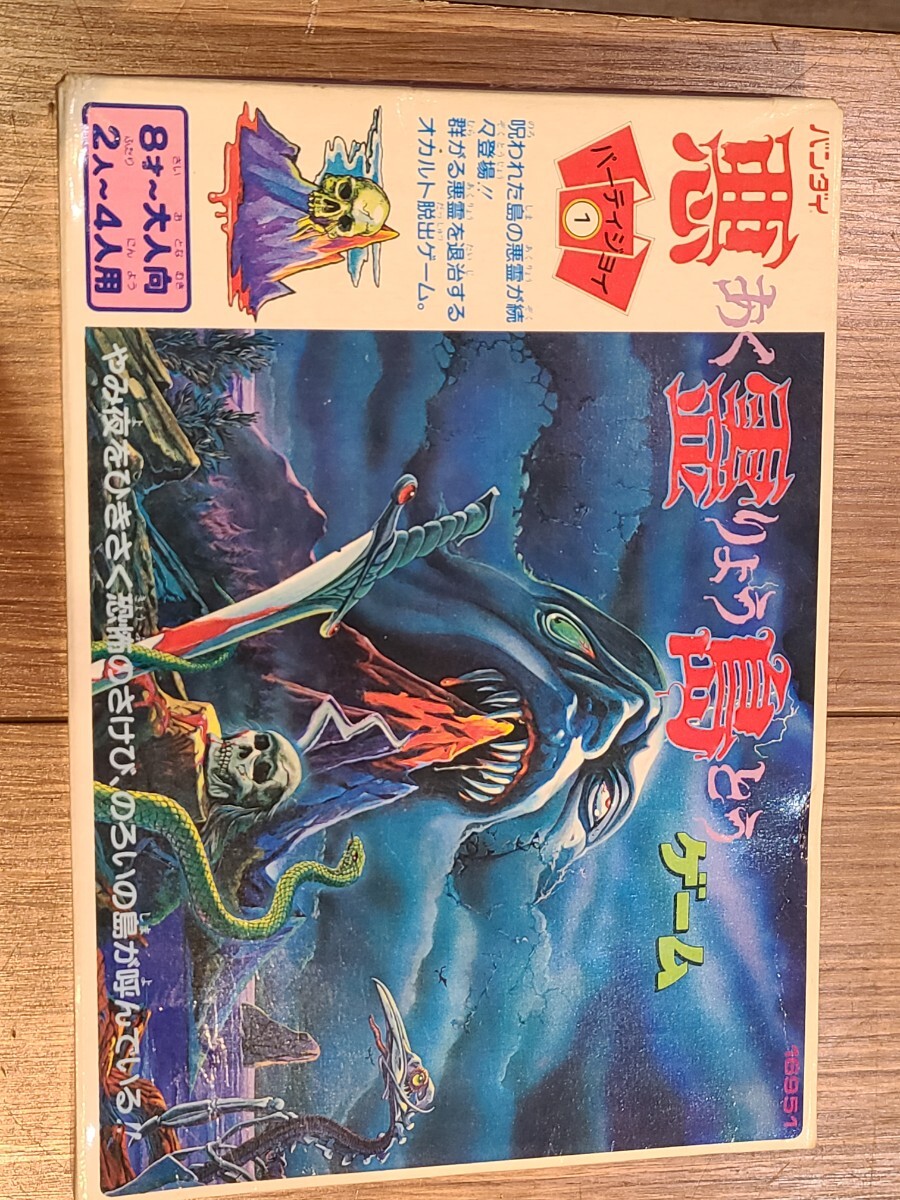 バンダイ
悪あく霊りょう島とう
ゲーム
16951
パーティジョイ
1
呪われた島の悪霊が続
々登場!!
群がる悪霊を退治する
オカルト脱出ゲーム。
8才~大人向
2人~4人用
やみ夜をひきさく恐怖のさけび、のろいの島が呼んでいる!!